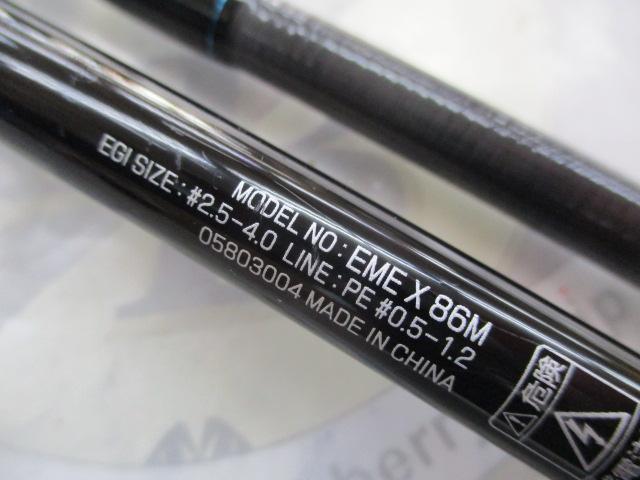 MODEL NO : EME X 86M
EGI SIZE : #2.5-4.0 LINE : PE #0.5-1.2
05803004 MADE IN CHINA
危険
berr